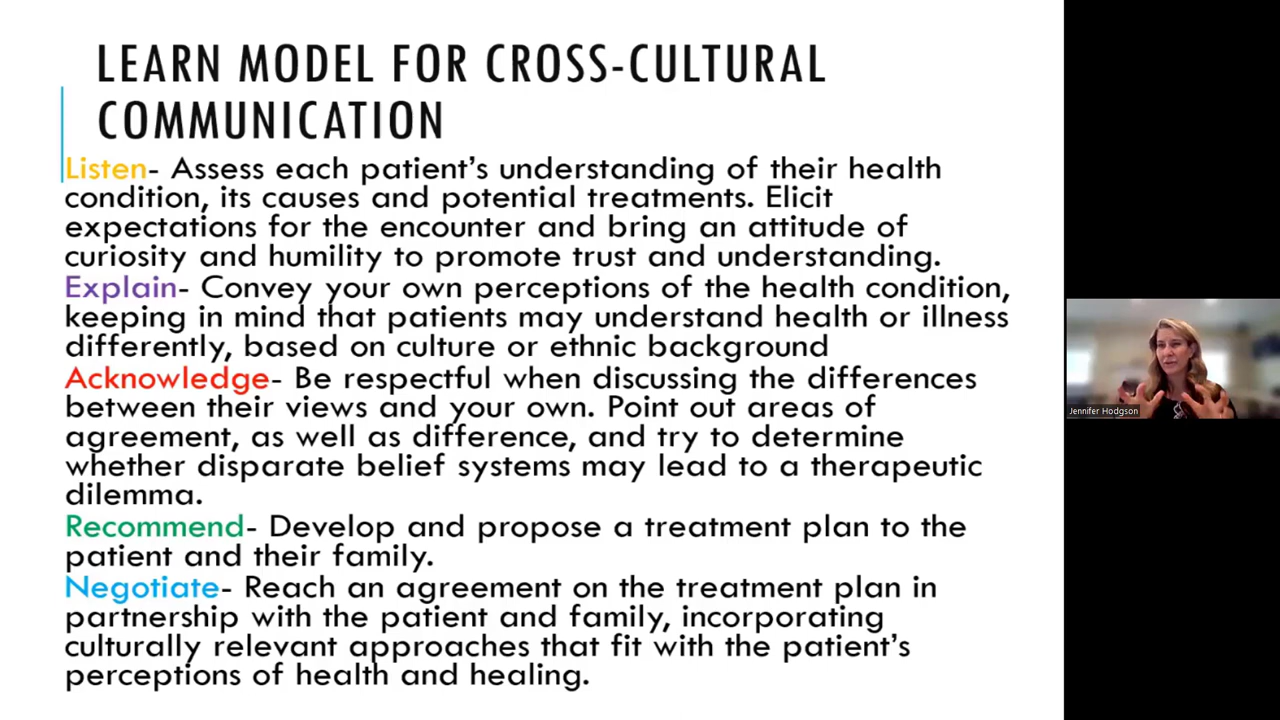 LEARN MODEL FOR CROSS-CULTURAL
COMMUNICATION
Listen- Assess each patient's understanding of their health
condition, its causes and potential treatments. Elicit
expectations for the encounter and bring an attitude of
curiosity and humility to promote trust and understanding.
Explain- Convey your own perceptions of the health condition,
keeping in mind that patients may understand health or illness
differently, based on culture or ethnic background
Acknowledge- Be respectful when discussing the differences
between their views and your own. Point out areas of
agreement, as well as difference, and try to determine
whether disparate belief systems may lead to a therapeutic
dilemma.
Recommend- Develop and propose a treatment plan to the
patient and their family.
Negotiate- Reach an agreement on the treatment plan in
partnership with the patient and family, incorporating
culturally relevant approaches that fit with the patient's
perceptions of health and healing.
Jennifer Hodgson